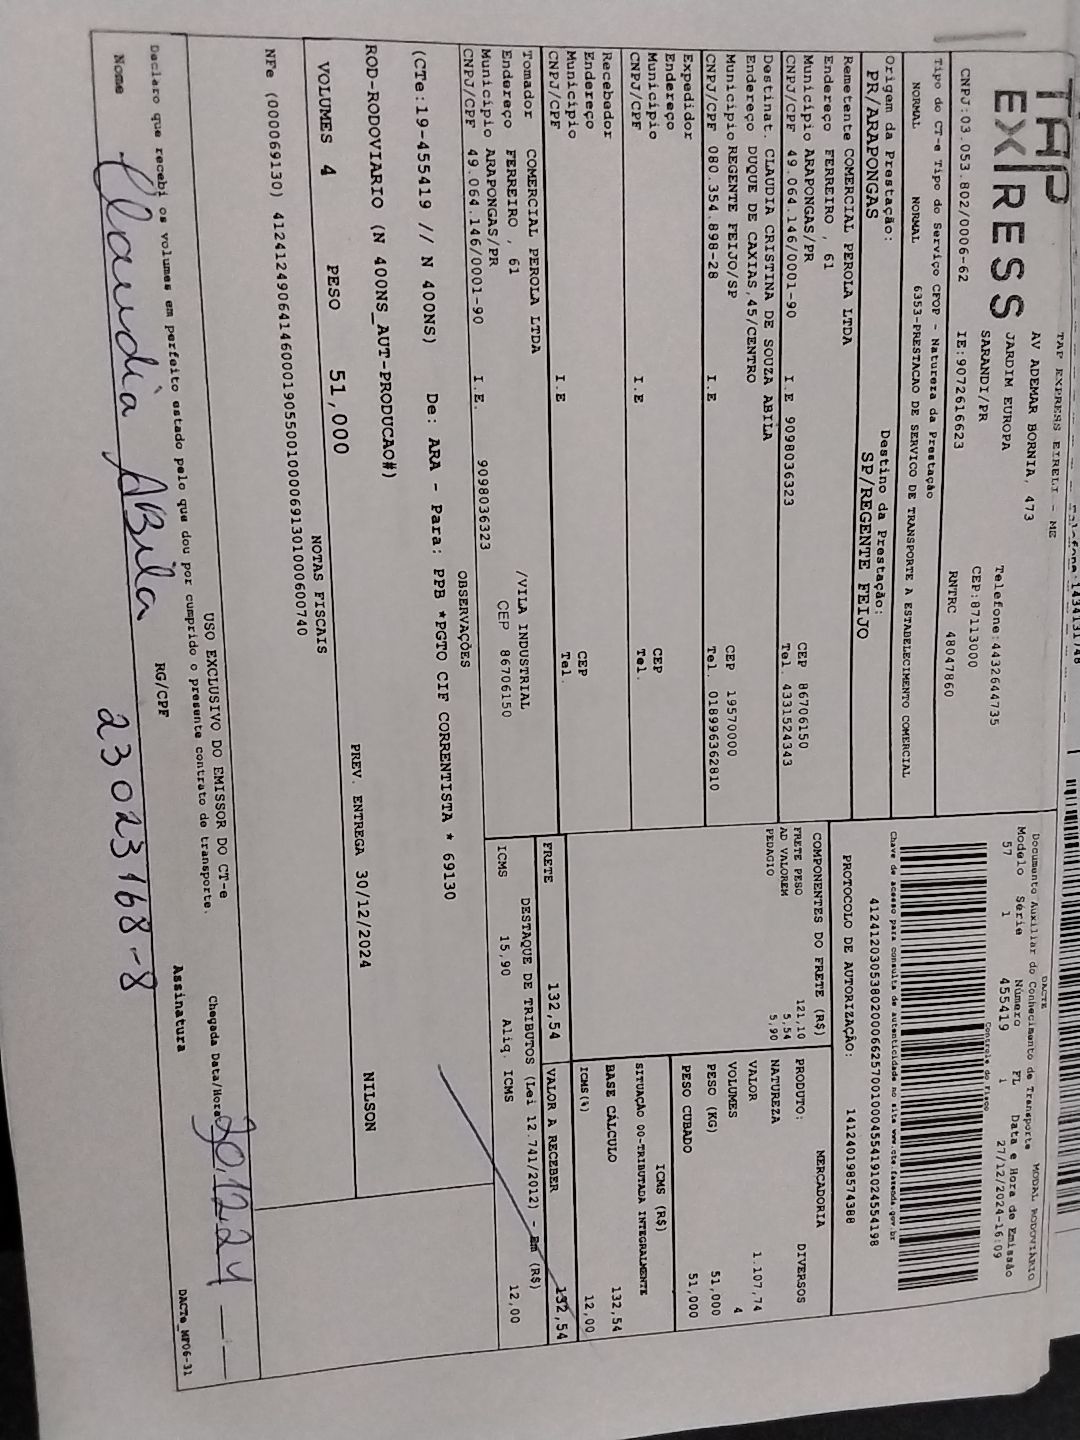 TAP
EX/RESS
TAP EXPRESS EIRELI - ME
AV ADEMAR BORNIA, 473
JARDIM EUROPA
SARANDI/PR
Telefone:4432644735
CEP:87113000
CNPJ:03.053.802/0006-62
IE:9072616623
RNTRC 48047860
DACTE
Documento Auxiliar do Conhecimento de Transporte
MODAL RODOVIÁRIO
Modelo Série Número FL Data e Hora de Emissão
57 1 455419 1 27/12/2024-16:09
Controle do Fisco
Tipo do CT-e Tipo do Serviço CFOP - Natureza da Prestação
NORMAL NORMAL 6353-PRESTACAO DE SERVICO DE TRANSPORTE A ESTABELECIMENTO COMERCIAL
Chave de acesso para consulta de autenticidade no site www.cte.fazenda.gov.br
41241203053802000662570010004554191024554198
Origem da Prestação:
PR/ARAPONGAS
Destino da Prestação:
SP/REGENTE FEIJO
PROTOCOLO DE AUTORIZAÇÃO: 141240198574388
Remetente COMERCIAL PEROLA LTDA
Endereço FERREIRO , 61
Município ARAPONGAS/PR
CEP 86706150
CNPJ/CPF 49.064.146/0001-90 I.E 9098036323 Tel. 4331524343
Destinat. CLAUDIA CRISTINA DE SOUZA ABILA
Endereço DUQUE DE CAXIAS,45/CENTRO
Município REGENTE FEIJO/SP CEP 19570000
CNPJ/CPF 080.354.898-28 I.E Tel. 018996362810
Expedidor
Endereço
Município CEP
CNPJ/CPF I.E Tel.
Recebedor
Endereço
Município CEP
CNPJ/CPF I.E Tel.
Tomador COMERCIAL PEROLA LTDA
Endereço FERREIRO , 61 /VILA INDUSTRIAL
Município ARAPONGAS/PR CEP 86706150
CNPJ/CPF 49.064.146/0001-90 I.E. 9098036323
COMPONENTES DO FRETE (R$)
FRETE PESO 121,10
AD VALOREM 5,54
PEDAGIO 5,90
MERCADORIA
PRODUTO: DIVERSOS
NATUREZA
VALOR 1.107,74
VOLUMES 4
PESO (KG) 51,000
PESO CUBADO 51,000
ICMS (R$)
SITUAÇÃO 00-TRIBUTADA INTEGRALMENTE
BASE CÁLCULO 132,54
ICMS(%) 12,00
FRETE 132,54
VALOR A RECEBER 132,54
DESTAQUE DE TRIBUTOS (Lei 12.741/2012) - Em (R$)
ICMS 15,90 Aliq. ICMS 12,00
OBSERVAÇÕES
(CTe:19-455419 // N 400NS) De: ARA - Para: PPB *PGTO CIF CORRENTISTA * 69130
ROD-RODOVIARIO (N 400NS_AUT-PRODUCAO#)
VOLUMES 4 PESO 51,000
PREV. ENTREGA 30/12/2024 NILSON
NOTAS FISCAIS
NFe (000069130) 41241249064146000190550010000691301000600740
USO EXCLUSIVO DO EMISSOR DO CT-e
Declaro que recebi os volumes em perfeito estado pelo que dou por cumprido o presente contrato de transporte.
Chegada Data/Hora 30,12,24
Nome Claudia ABila RG/CPF 23023168-8 Assinatura
DACTe_MF06-31